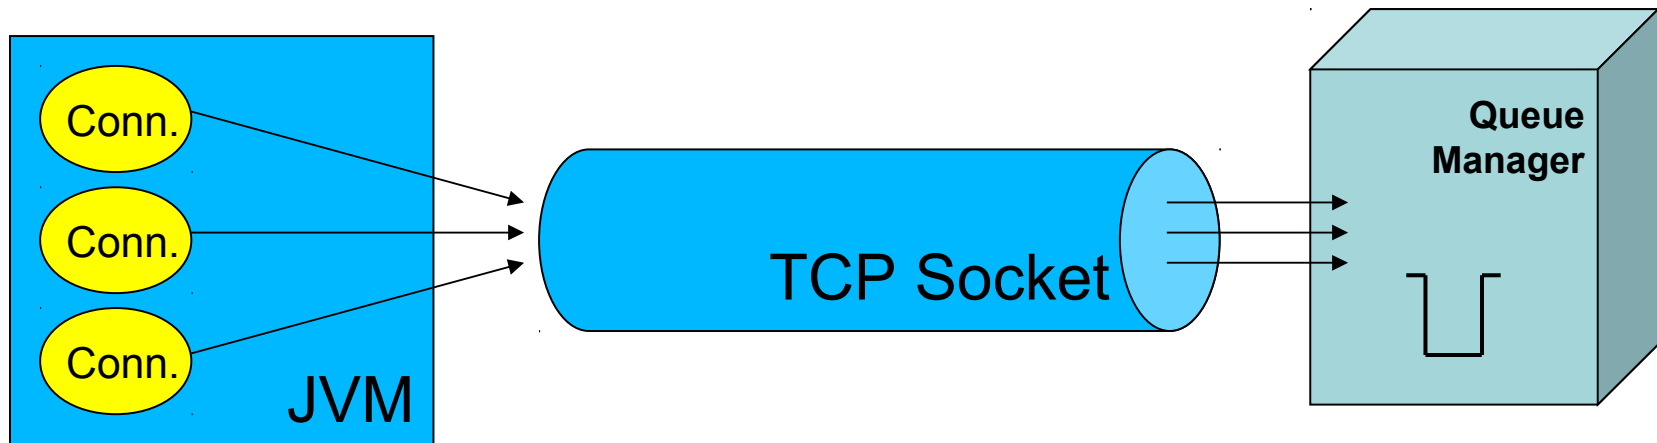 Conn.
Conn.
Conn.
JVM
TCP Socket
Queue
Manager